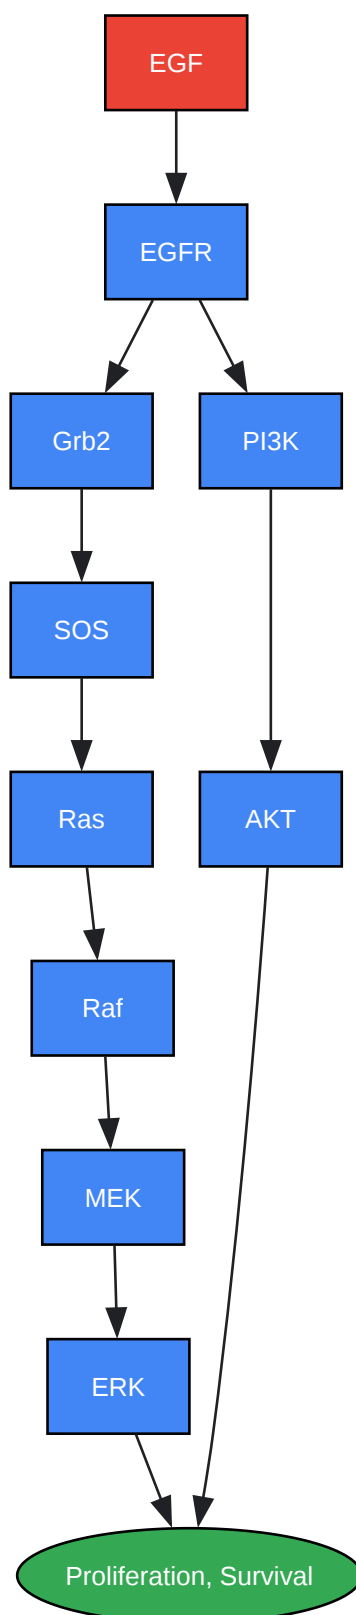 EGF
EGFR
Grb2
PI3K
SOS
Ras
AKT
Raf
MEK
ERK
Proliferation, Survival